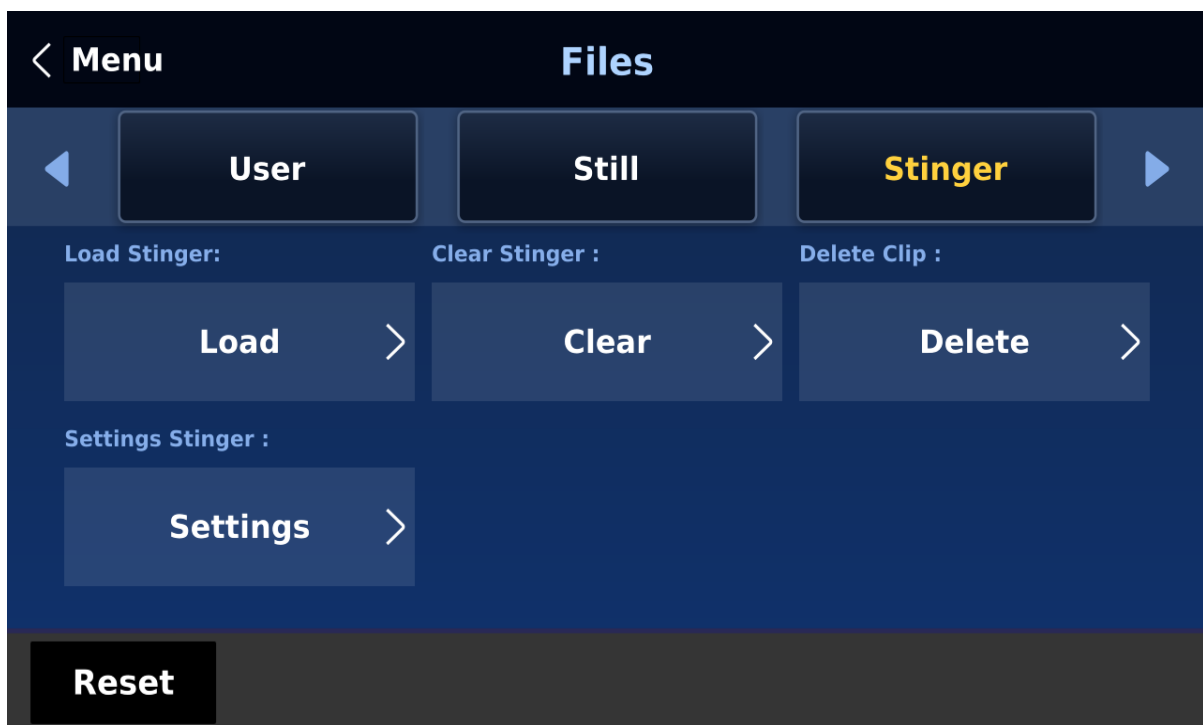 Menu
Files
User
Still
Stinger
Load Stinger:
Clear Stinger :
Delete Clip :
Load
Clear
Delete
Settings Stinger :
Settings
Reset